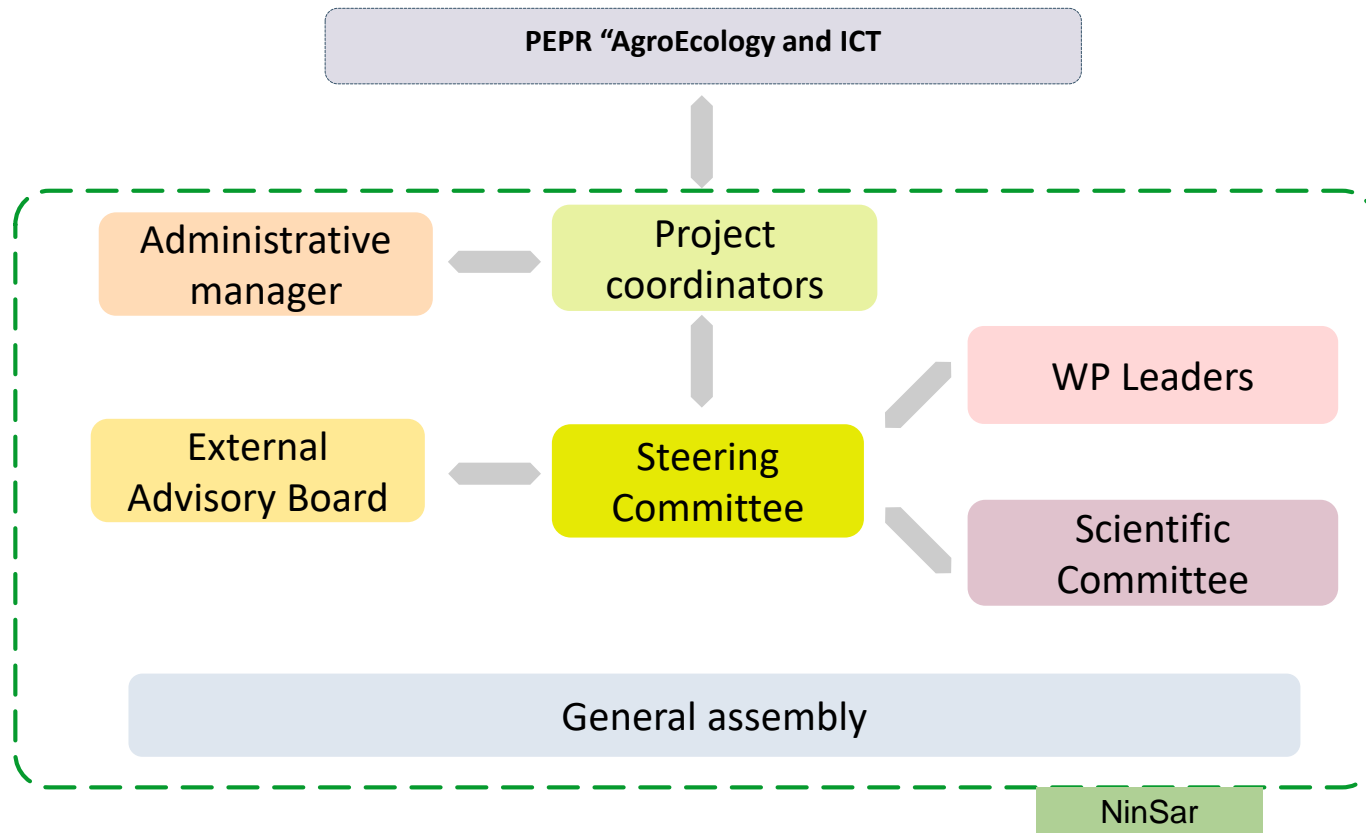 PEPR “AgroEcology and ICT
Administrative
manager
Project
coordinators
WP Leaders
External
Advisory Board
Steering
Committee
Scientific
Committee
General assembly
NinSar